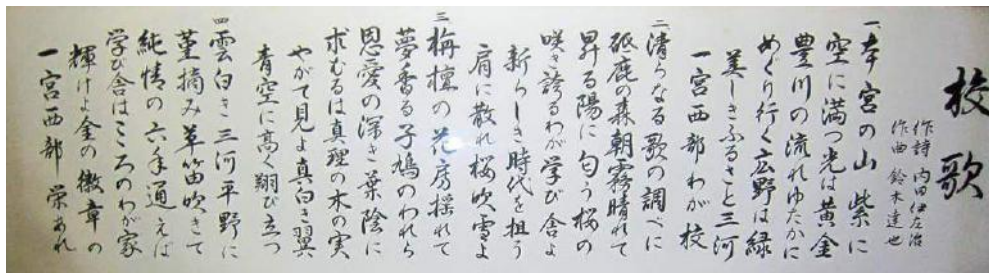 校歌
作詩 内田伊左治
作曲 鈴木達也
一 本宮の山 紫に
空に満つ光は黄金
豊川の流れゆたかに
めぐり行く広野は緑
美しきふるさと三河
一宮西部わが校
二 清らなる歌の調べに
砥鹿の森朝霧晴れて
昇る陽に匂う桜の
咲き誇るわが学び舎よ
新らしき時代を担う
肩に散れ桜吹雪よ
三 梅檀の花房揺れて
夢香る子鳩のわれら
恩愛の深き葉陰に
求むるは真理の木の実
やがて見よ真白き翼
青空に高く翔び立つ
四 雲白き三河平野に
菫摘み草笛吹きて
純情の六年通えば
学び舎はこころのわが家
輝けよ金の徽章の
一宮西部 栄あれ